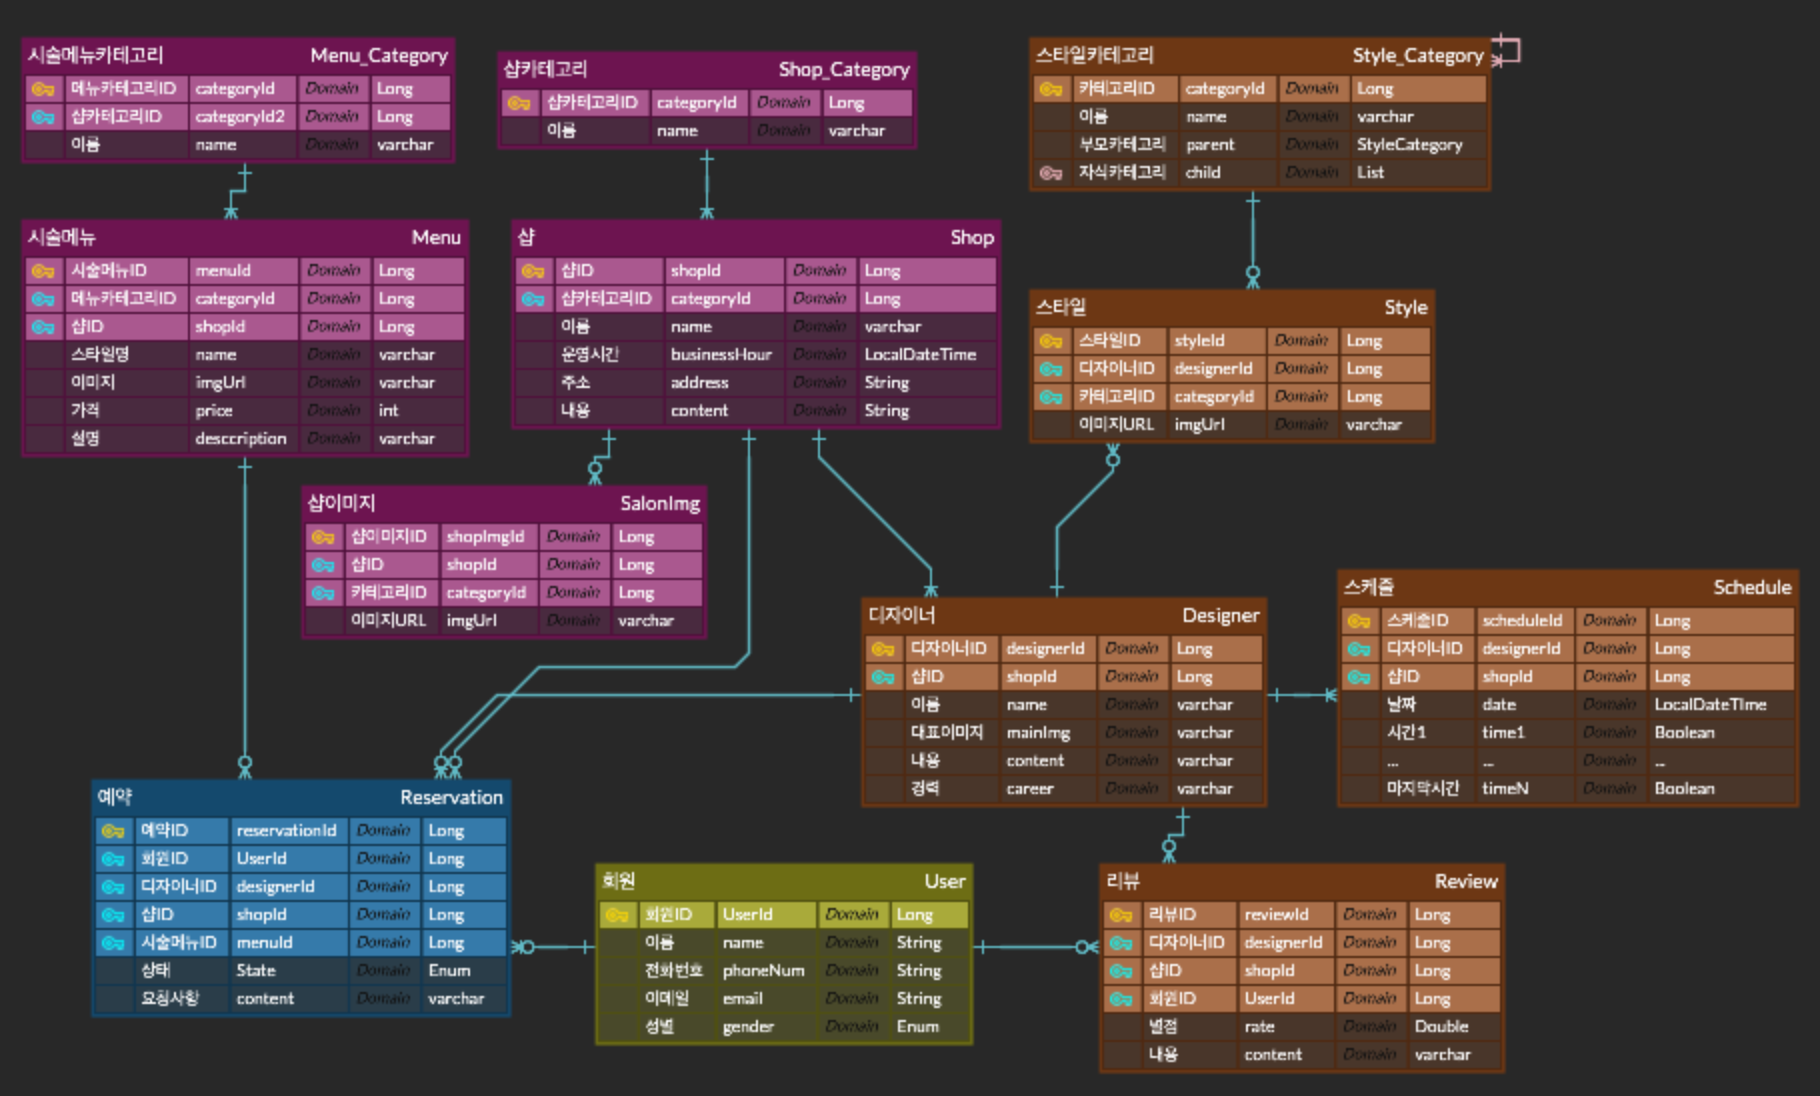 시술메뉴카테고리 Menu_Category
메뉴카테고리ID categoryId Domain Long
샵카테고리ID categoryId2 Domain Long
이름 name Domain varchar
샵카테고리 Shop_Category
샵카테고리ID categoryId Domain Long
이름 name Domain varchar
스타일카테고리 Style_Category
카테고리ID categoryId Domain Long
이름 name Domain varchar
부모카테고리 parent Domain StyleCategory
자식카테고리 child Domain List
시술메뉴 Menu
시술메뉴ID menuId Domain Long
메뉴카테고리ID categoryId Domain Long
샵ID shopId Domain Long
스타일명 name Domain varchar
이미지 imgUrl Domain varchar
가격 price Domain int
설명 desccription Domain varchar
샵 Shop
샵ID shopId Domain Long
샵카테고리ID categoryId Domain Long
이름 name Domain varchar
운영시간 businessHour Domain LocalDateTime
주소 address Domain String
내용 content Domain String
스타일 Style
스타일ID styleId Domain Long
디자이너ID designerId Domain Long
카테고리ID categoryId Domain Long
이미지URL imgUrl Domain varchar
샵이미지 SalonImg
샵이미지ID shopImgId Domain Long
샵ID shopId Domain Long
카테고리ID categoryId Domain Long
이미지URL imgUrl Domain varchar
디자이너 Designer
디자이너ID designerId Domain Long
샵ID shopId Domain Long
이름 name Domain varchar
대표이미지 mainImg Domain varchar
내용 content Domain varchar
경력 career Domain varchar
스케줄 Schedule
스케줄ID scheduleId Domain Long
디자이너ID designerId Domain Long
샵ID shopId Domain Long
날짜 date Domain LocalDateTIme
시간1 time1 Domain Boolean
... ... Domain ...
마지막시간 timeN Domain Boolean
예약 Reservation
예약ID reservationId Domain Long
회원ID UserId Domain Long
디자이너ID designerId Domain Long
샵ID shopId Domain Long
시술메뉴ID menuId Domain Long
상태 State Domain Enum
요청사항 content Domain varchar
회원 User
회원ID UserId Domain Long
이름 name Domain String
전화번호 phoneNum Domain String
이메일 email Domain String
성별 gender Domain Enum
리뷰 Review
리뷰ID reviewId Domain Long
디자이너ID designerId Domain Long
샵ID shopId Domain Long
회원ID UserId Domain Long
별점 rate Domain Double
내용 content Domain varchar